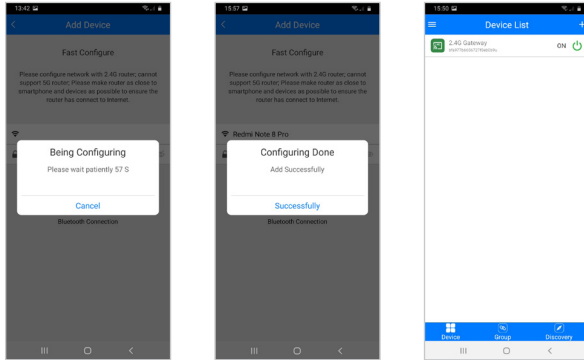 13:42
Add Device
Fast Configure
Please configure network with 2.4G router; cannot
support 5G router; Please make router as close to
smartphone and devices as possible to ensure the
router has connect to Internet.
Being Configuring
Please wait patiently 57 S
Cancel
Bluetooth Connection
15:57
Add Device
Fast Configure
Please configure network with 2.4G router; cannot
support 5G router; Please make router as close to
smartphone and devices as possible to ensure the
router has connect to Internet.
Redmi Note 8 Pro
Configuring Done
Add Successfully
Successfully
Bluetooth Connection
15:50
Device List
2.4G Gateway
ON
Device
Group
Discovery